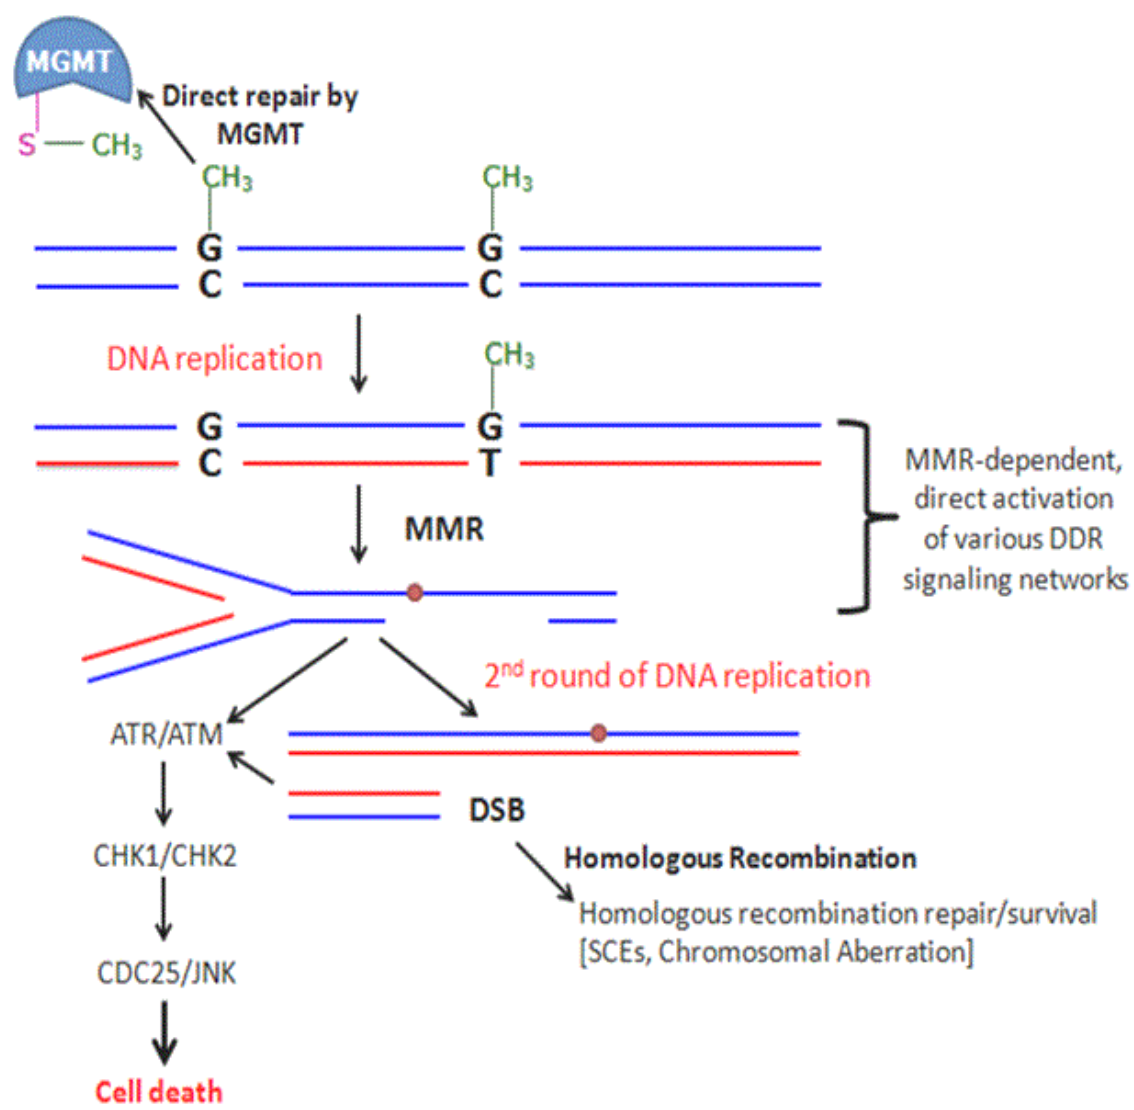 MGMT
Direct repair by
MGMT
S
CH3
CH3
CH3
G
G
C
C
DNA replication
CH3
G
G
C
T
MMR-dependent,
direct activation
of various DDR
signaling networks
MMR
2nd round of DNA replication
ATR/ATM
DSB
CHK1/CHK2
Homologous Recombination
Homologous recombination repair/survival
[SCEs, Chromosomal Aberration]
CDC25/JNK
Cell death